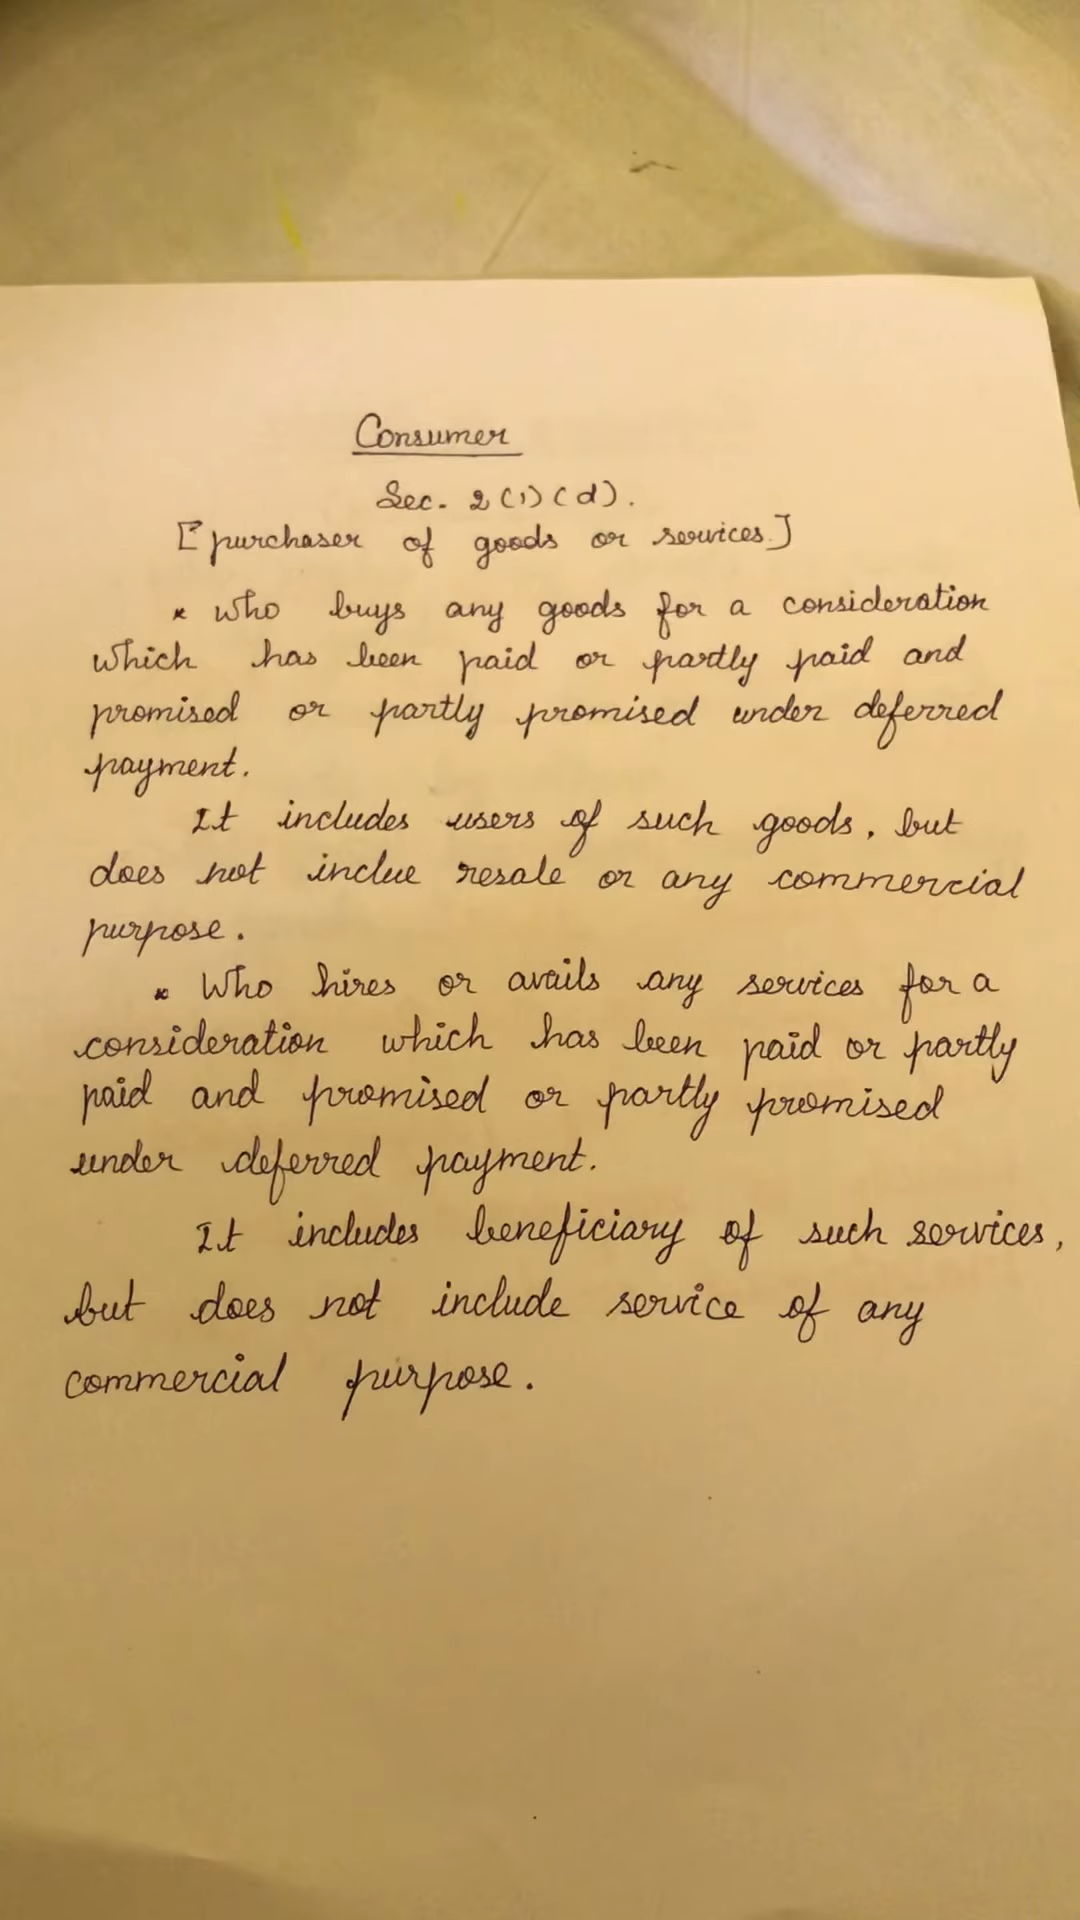 Consumer
Sec. 2(1)(d).
[purchaser of goods or services.]
* Who buys any goods for a consideration
which has been paid or partly paid and
promised or partly promised under deferred
payment.
It includes users of such goods, but
does not inclue resale or any commercial
purpose.
* Who hires or avails any services for a
consideration which has been paid or partly
paid and promised or partly promised
under deferred payment.
It includes beneficiary of such services,
but does not include service of any
commercial purpose.